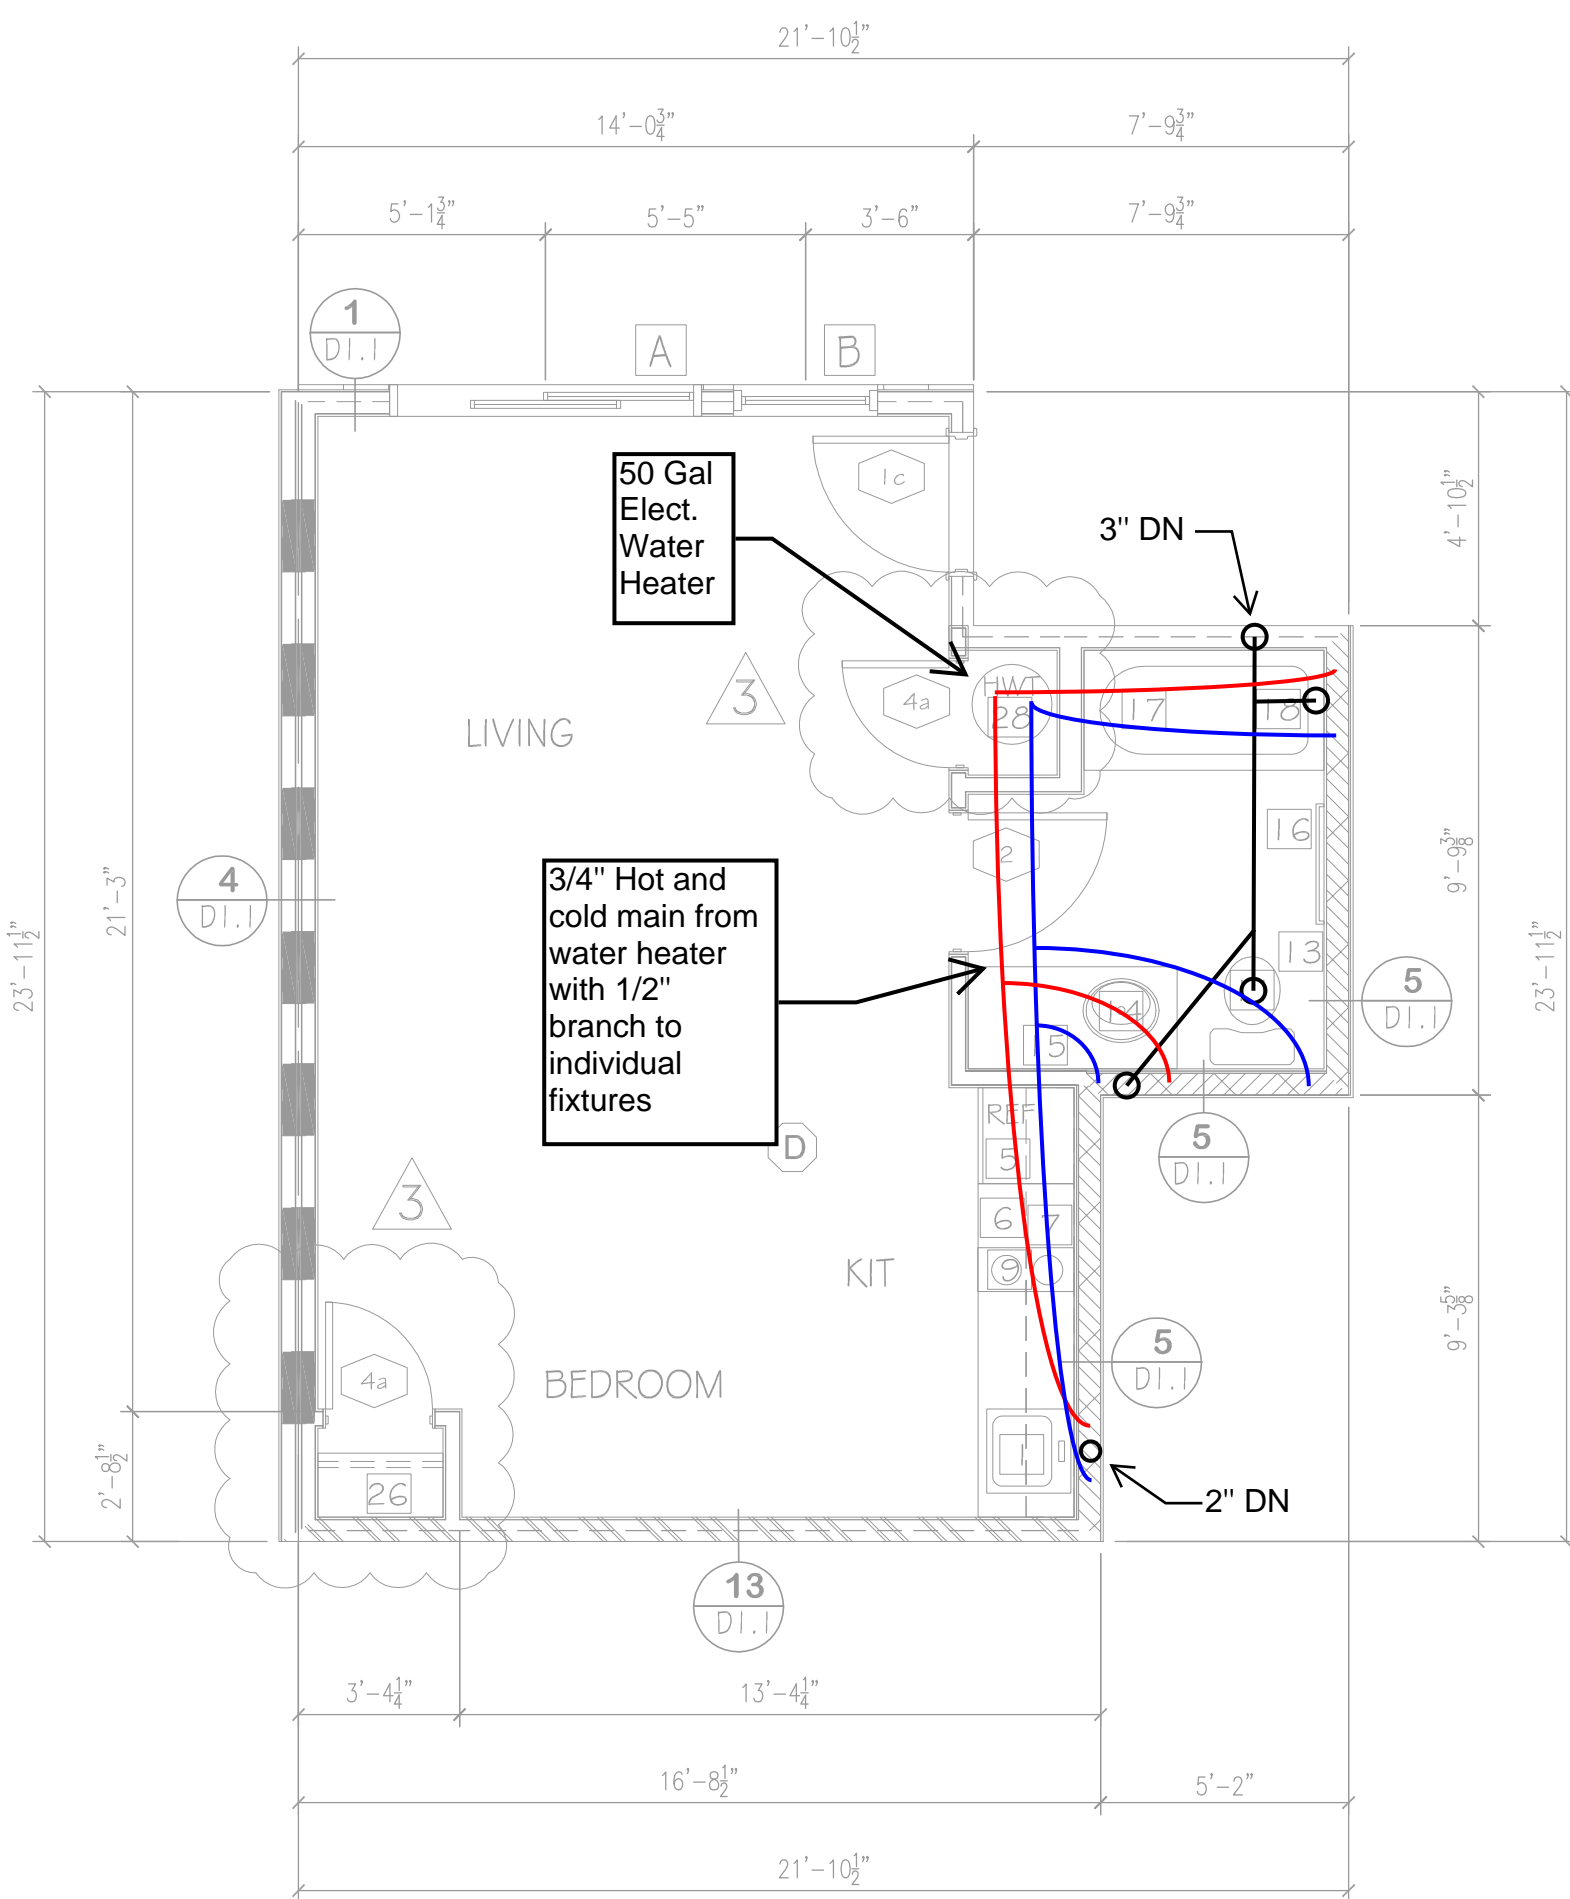 21'-10½"
14'-0¾"
7'-9¾"
5'-1¾"
5'-5"
3'-6"
7'-9¾"
1
D1.1
A
B
1c
50 Gal
Elect.
Water
Heater
3" DN
4'-10½"
HWT
28
4a
3
17
18
LIVING
16
2
9'-9⅜"
3/4" Hot and
cold main from
water heater
with 1/2"
branch to
individual
fixtures
4
D1.1
21'-3"
23'-11½"
13
5
D1.1
23'-11½"
15
REF
5
D
5
D1.1
3
6
7
KIT
9
9'-3⅝"
5
D1.1
4a
BEDROOM
1
2'-8½"
26
2" DN
13
D1.1
3'-4¼"
13'-4¼"
16'-8½"
5'-2"
21'-10½"